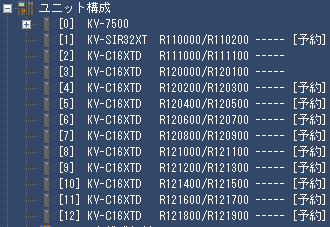 ユニット構成
[0] KV-7500
[1] KV-SIR32XT R110000/R110200 ----- [予約]
[2] KV-C16XTD R111000/R111100 -----
[3] KV-C16XTD R120000/R120100 -----
[4] KV-C16XTD R120200/R120300 ----- [予約]
[5] KV-C16XTD R120400/R120500 ----- [予約]
[6] KV-C16XTD R120600/R120700 ----- [予約]
[7] KV-C16XTD R120800/R120900 ----- [予約]
[8] KV-C16XTD R121000/R121100 ----- [予約]
[9] KV-C16XTD R121200/R121300 ----- [予約]
[10] KV-C16XTD R121400/R121500 ----- [予約]
[11] KV-C16XTD R121600/R121700 ----- [予約]
[12] KV-C16XTD R121800/R121900 ----- [予約]